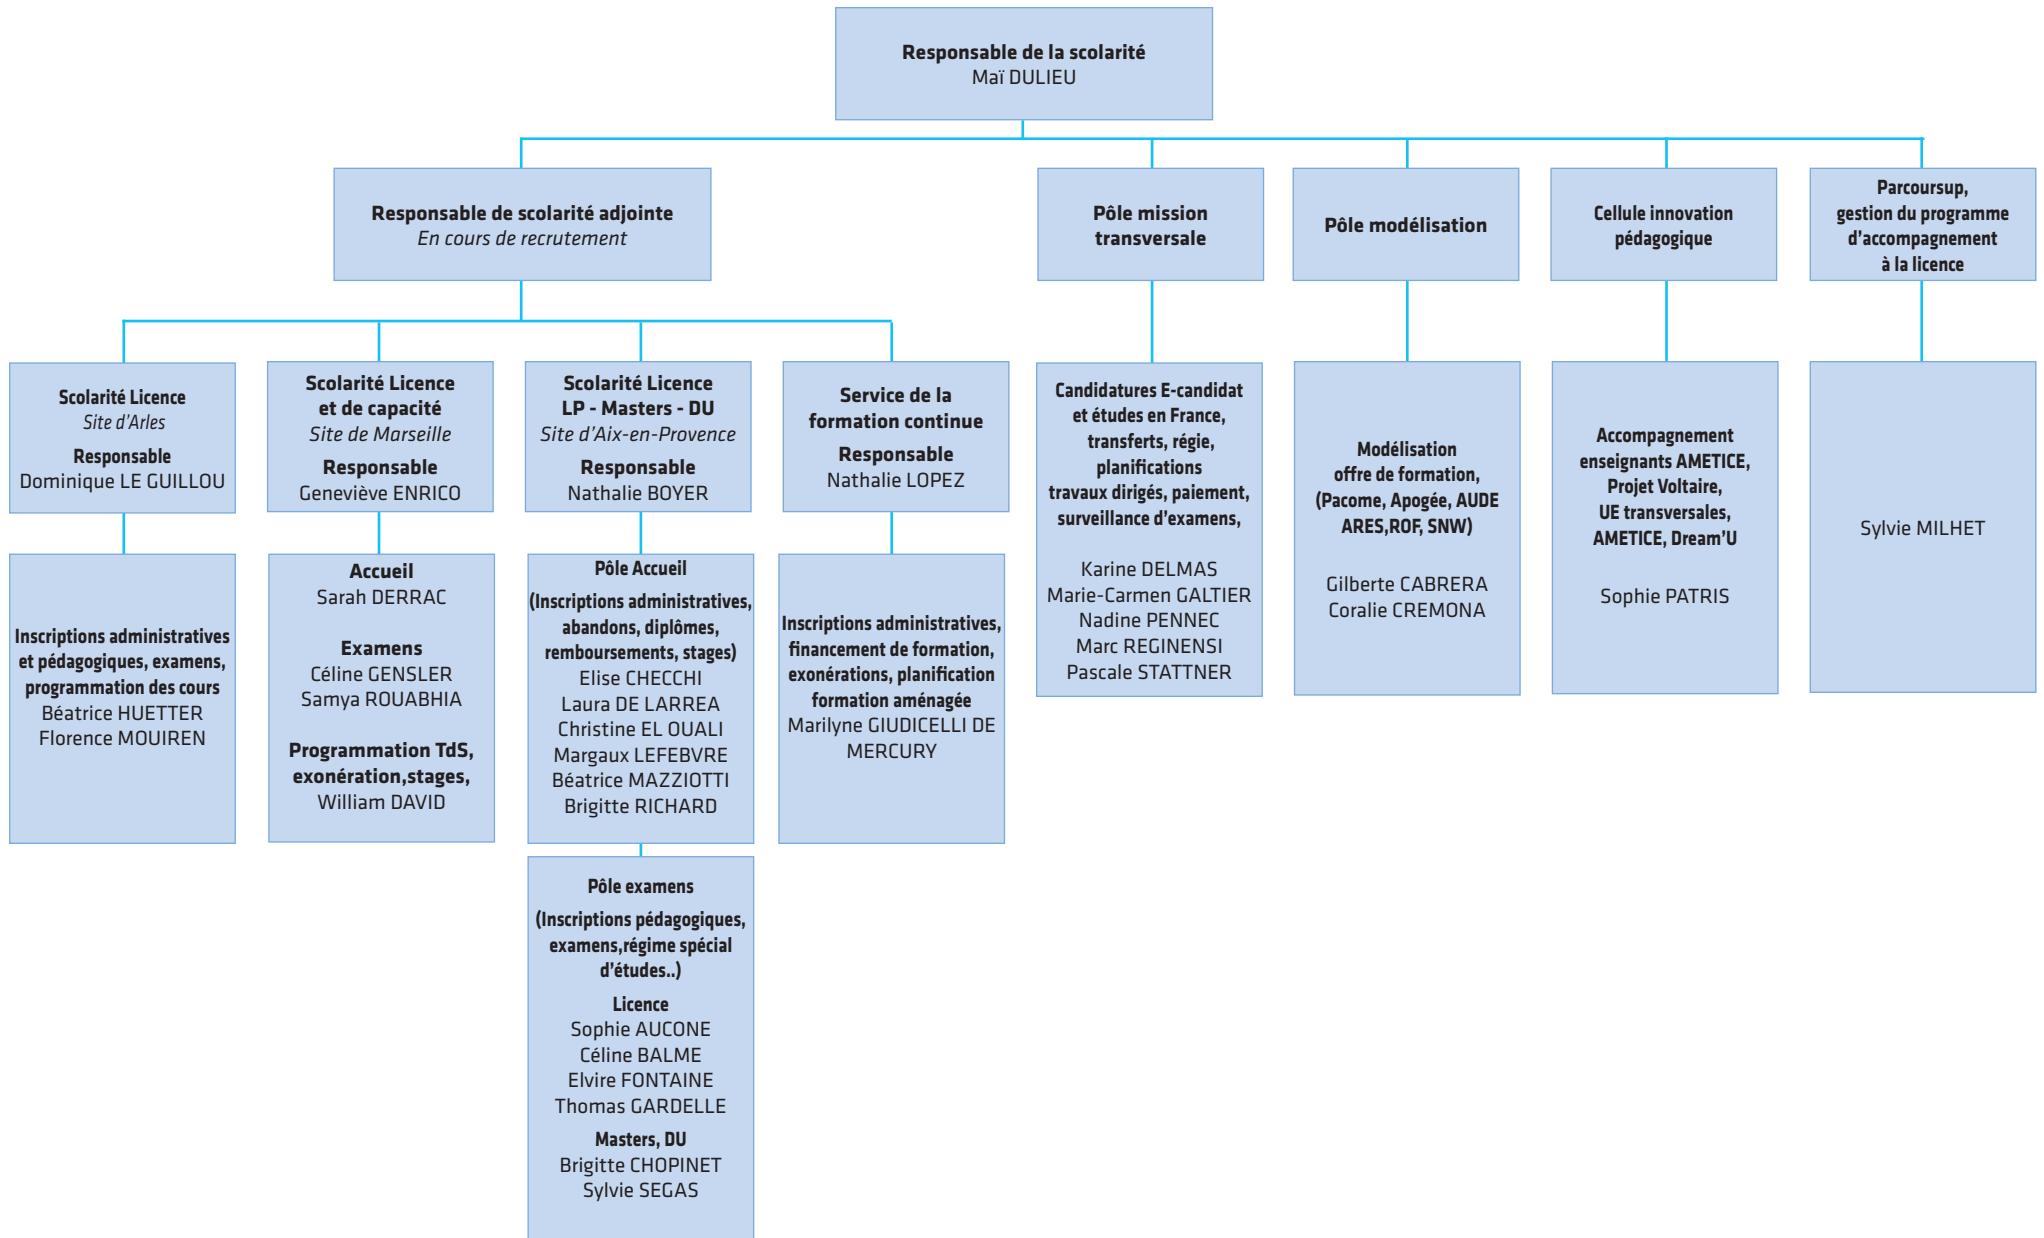 Responsable de la scolarité
Maï DULIEU
Responsable de scolarité adjointe
En cours de recrutement
Pôle mission
transversale
Pôle modélisation
Cellule innovation
pédagogique
Parcoursup,
gestion du programme
d'accompagnement
à la licence
Scolarité Licence
Site d'Arles
Responsable
Dominique LE GUILLOU
Scolarité Licence
et de capacité
Site de Marseille
Responsable
Geneviève ENRICO
Scolarité Licence
LP - Masters - DU
Site d'Aix-en-Provence
Responsable
Nathalie BOYER
Service de la
formation continue
Responsable
Nathalie LOPEZ
Candidatures E-candidat
et études en France,
transferts, régie,
planifications
travaux dirigés, paiement,
surveillance d'examens,
Karine DELMAS
Marie-Carmen GALTIER
Nadine PENNEC
Marc REGINENSI
Pascale STATTNER
Modélisation
offre de formation,
(Pacome, Apogée, AUDE
ARES,ROF, SNW)
Gilberte CABRERA
Coralie CREMONA
Accompagnement
enseignants AMETICE,
Projet Voltaire,
UE transversales,
AMETICE, Dream'U
Sophie PATRIS
Sylvie MILHET
Inscriptions administratives
et pédagogiques, examens,
programmation des cours
Béatrice HUETTER
Florence MOUIREN
Accueil
Sarah DERRAC
Examens
Céline GENSLER
Samya ROUABHIA
Programmation TdS,
exonération,stages,
William DAVID
Pôle Accueil
(Inscriptions administratives,
abandons, diplômes,
remboursements, stages)
Elise CHECCHI
Laura DE LARREA
Christine EL OUALI
Margaux LEFEBVRE
Béatrice MAZZIOTTI
Brigitte RICHARD
Inscriptions administratives,
financement de formation,
exonérations, planification
formation aménagée
Marilyne GIUDICELLI DE
MERCURY
Pôle examens
(Inscriptions pédagogiques,
examens,régime spécial
d'études..)
Licence
Sophie AUCONE
Céline BALME
Elvire FONTAINE
Thomas GARDELLE
Masters, DU
Brigitte CHOPINET
Sylvie SEGAS